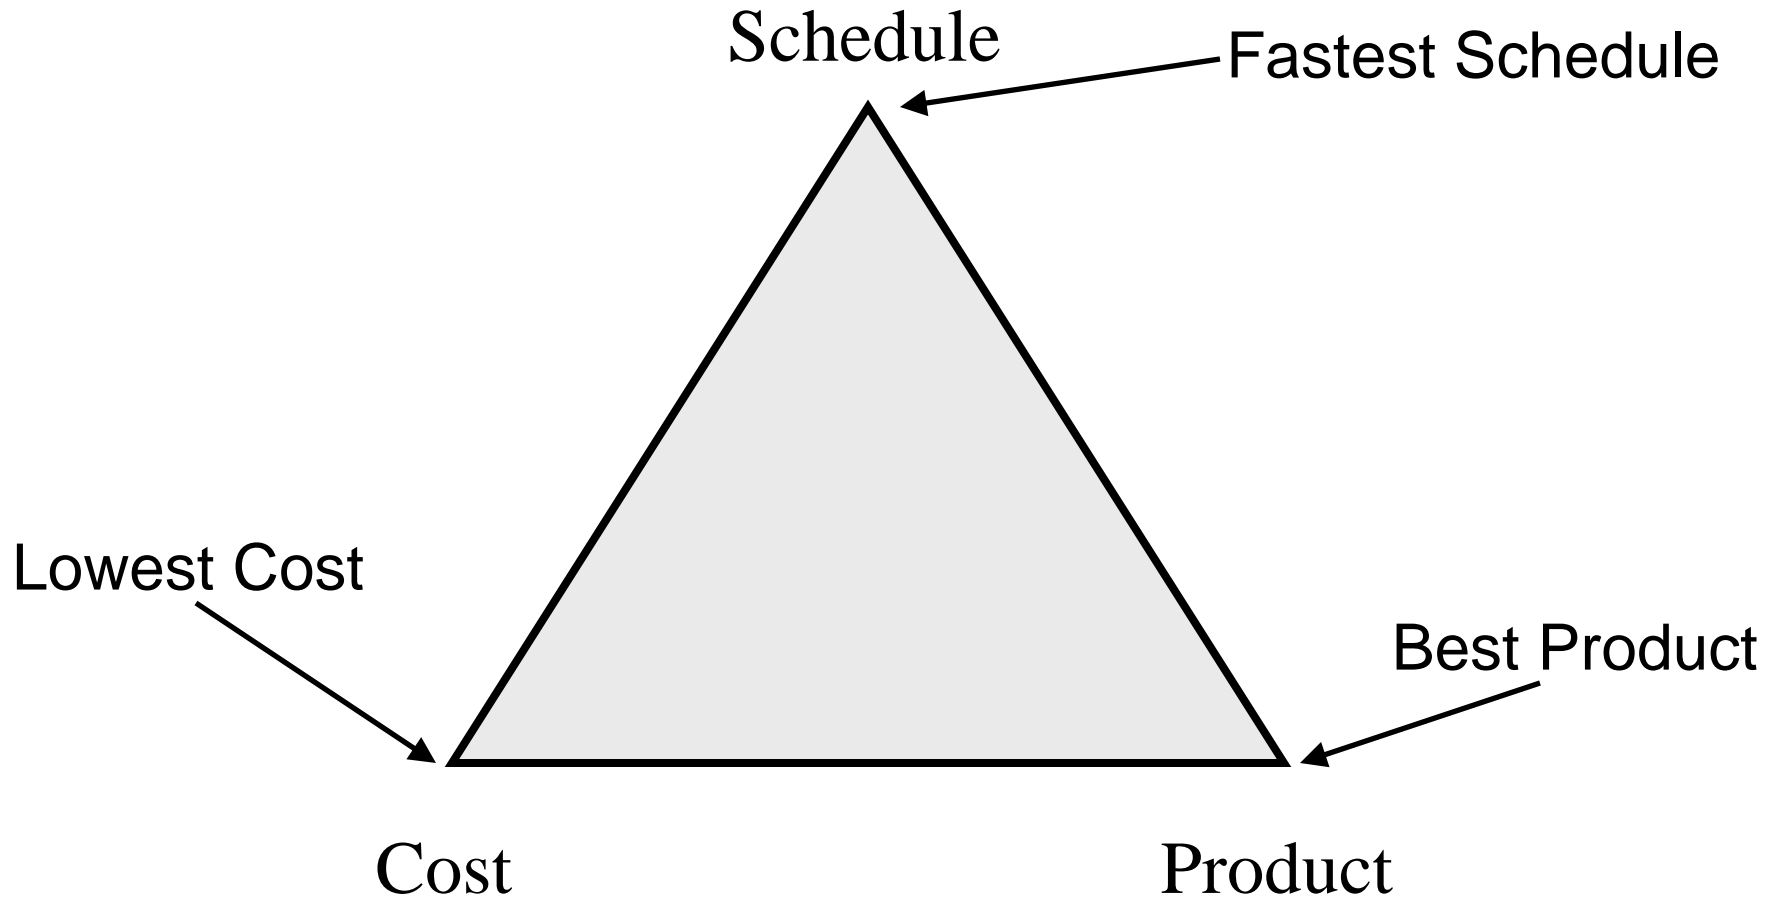 Schedule
Fastest Schedule
Lowest Cost
Best Product
Cost
Product